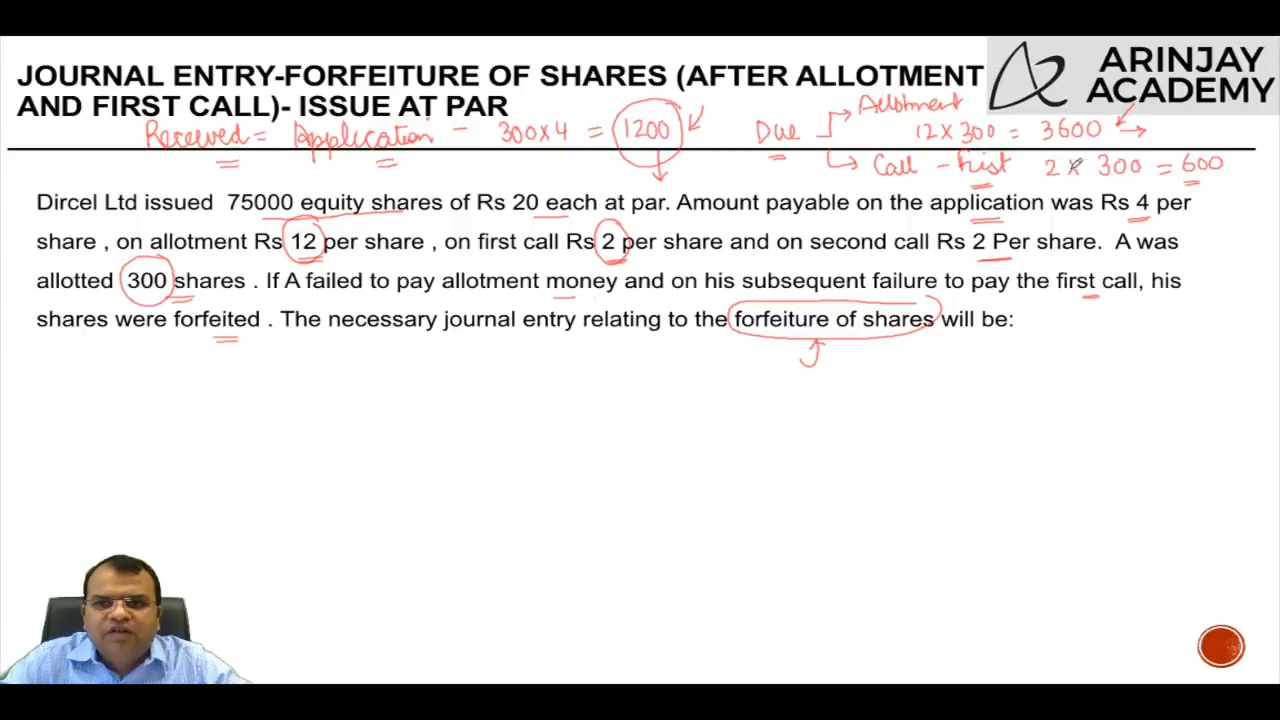 JOURNAL ENTRY-FORFEITURE OF SHARES (AFTER ALLOTMENT
AND FIRST CALL)- ISSUE AT PAR
ARINJAY
ACADEMY
Received = Application - 300x4 = 1200
Due
Allotment
12x300 = 3600
Call - First 2x 300 = 600
Dircel Ltd issued 75000 equity shares of Rs 20 each at par. Amount payable on the application was Rs 4 per
share , on allotment Rs 12 per share , on first call Rs 2 per share and on second call Rs 2 Per share. A was
allotted 300 shares . If A failed to pay allotment money and on his subsequent failure to pay the first call, his
shares were forfeited . The necessary journal entry relating to the forfeiture of shares will be: